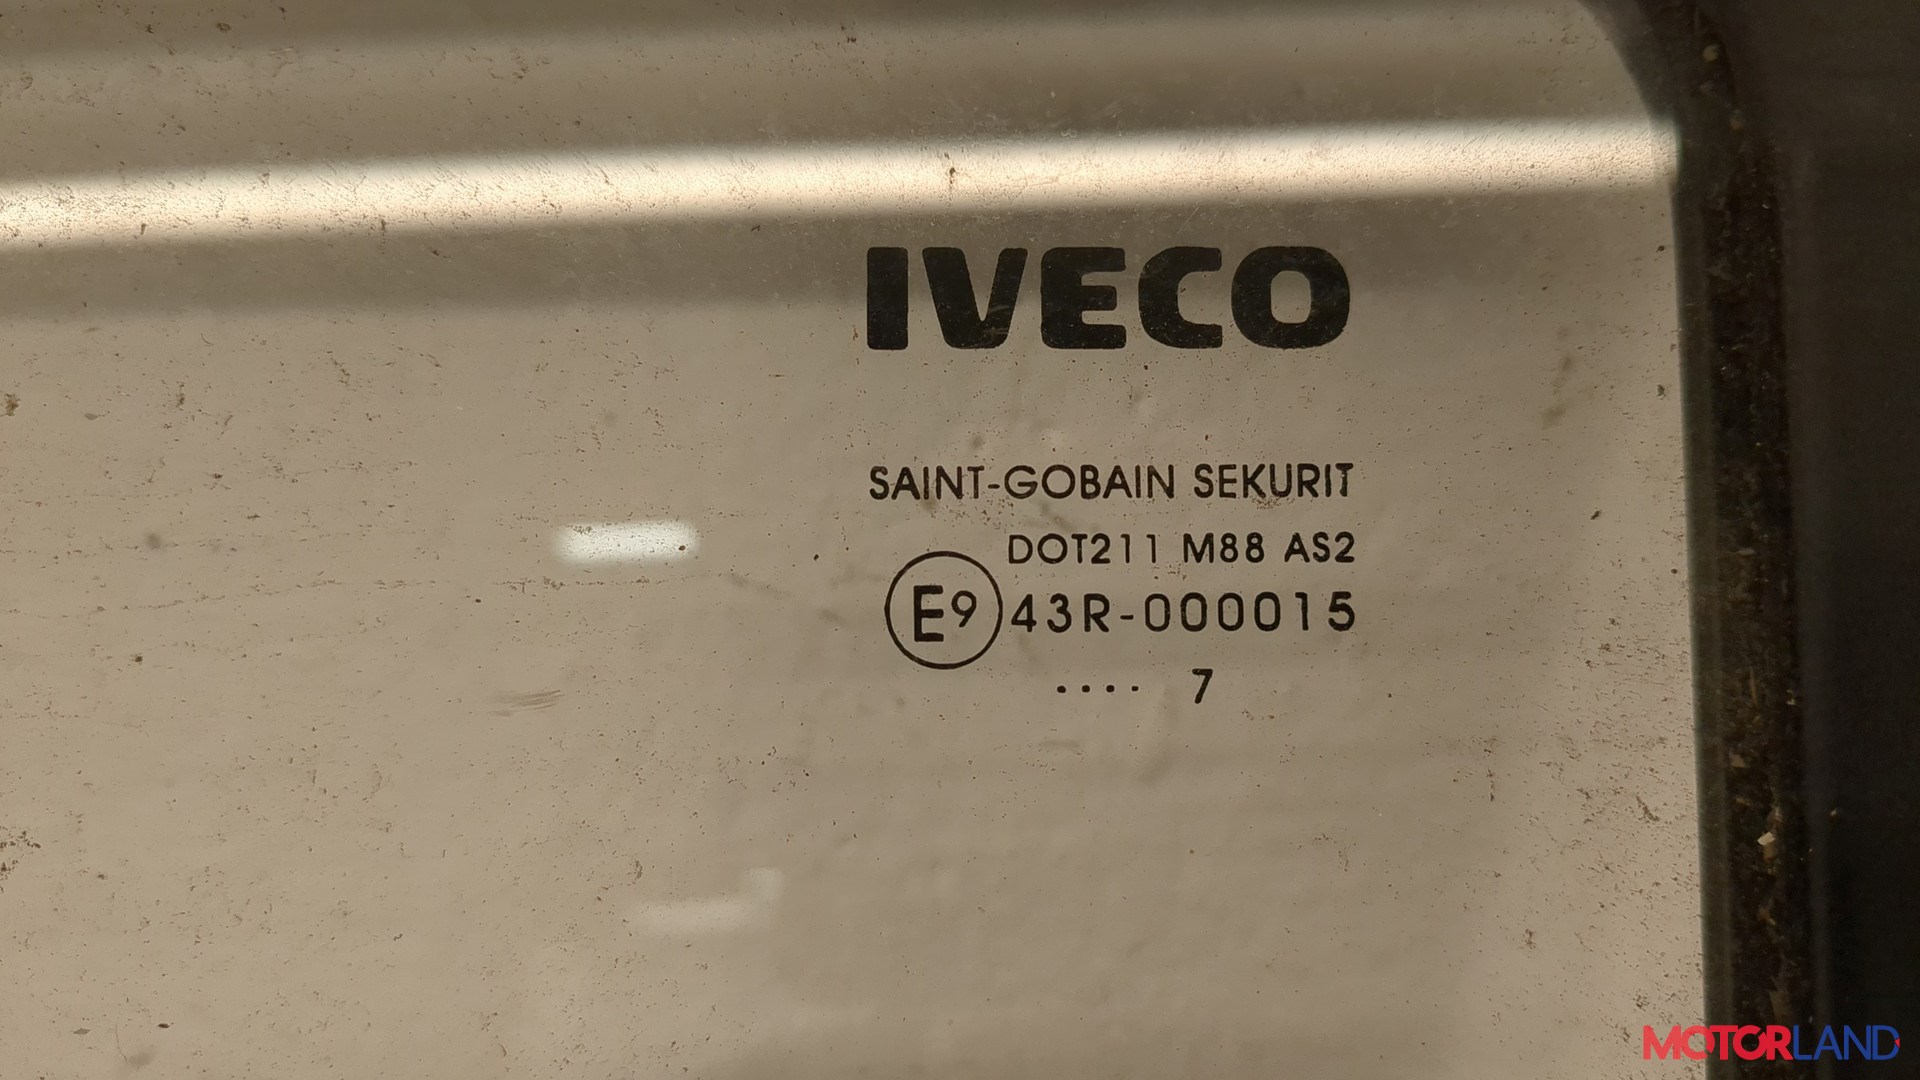 IVECO
SAINT-GOBAIN SEKURIT
DOT211 M88 AS2
E9 43R-000015
.... 7
MOTORLAND